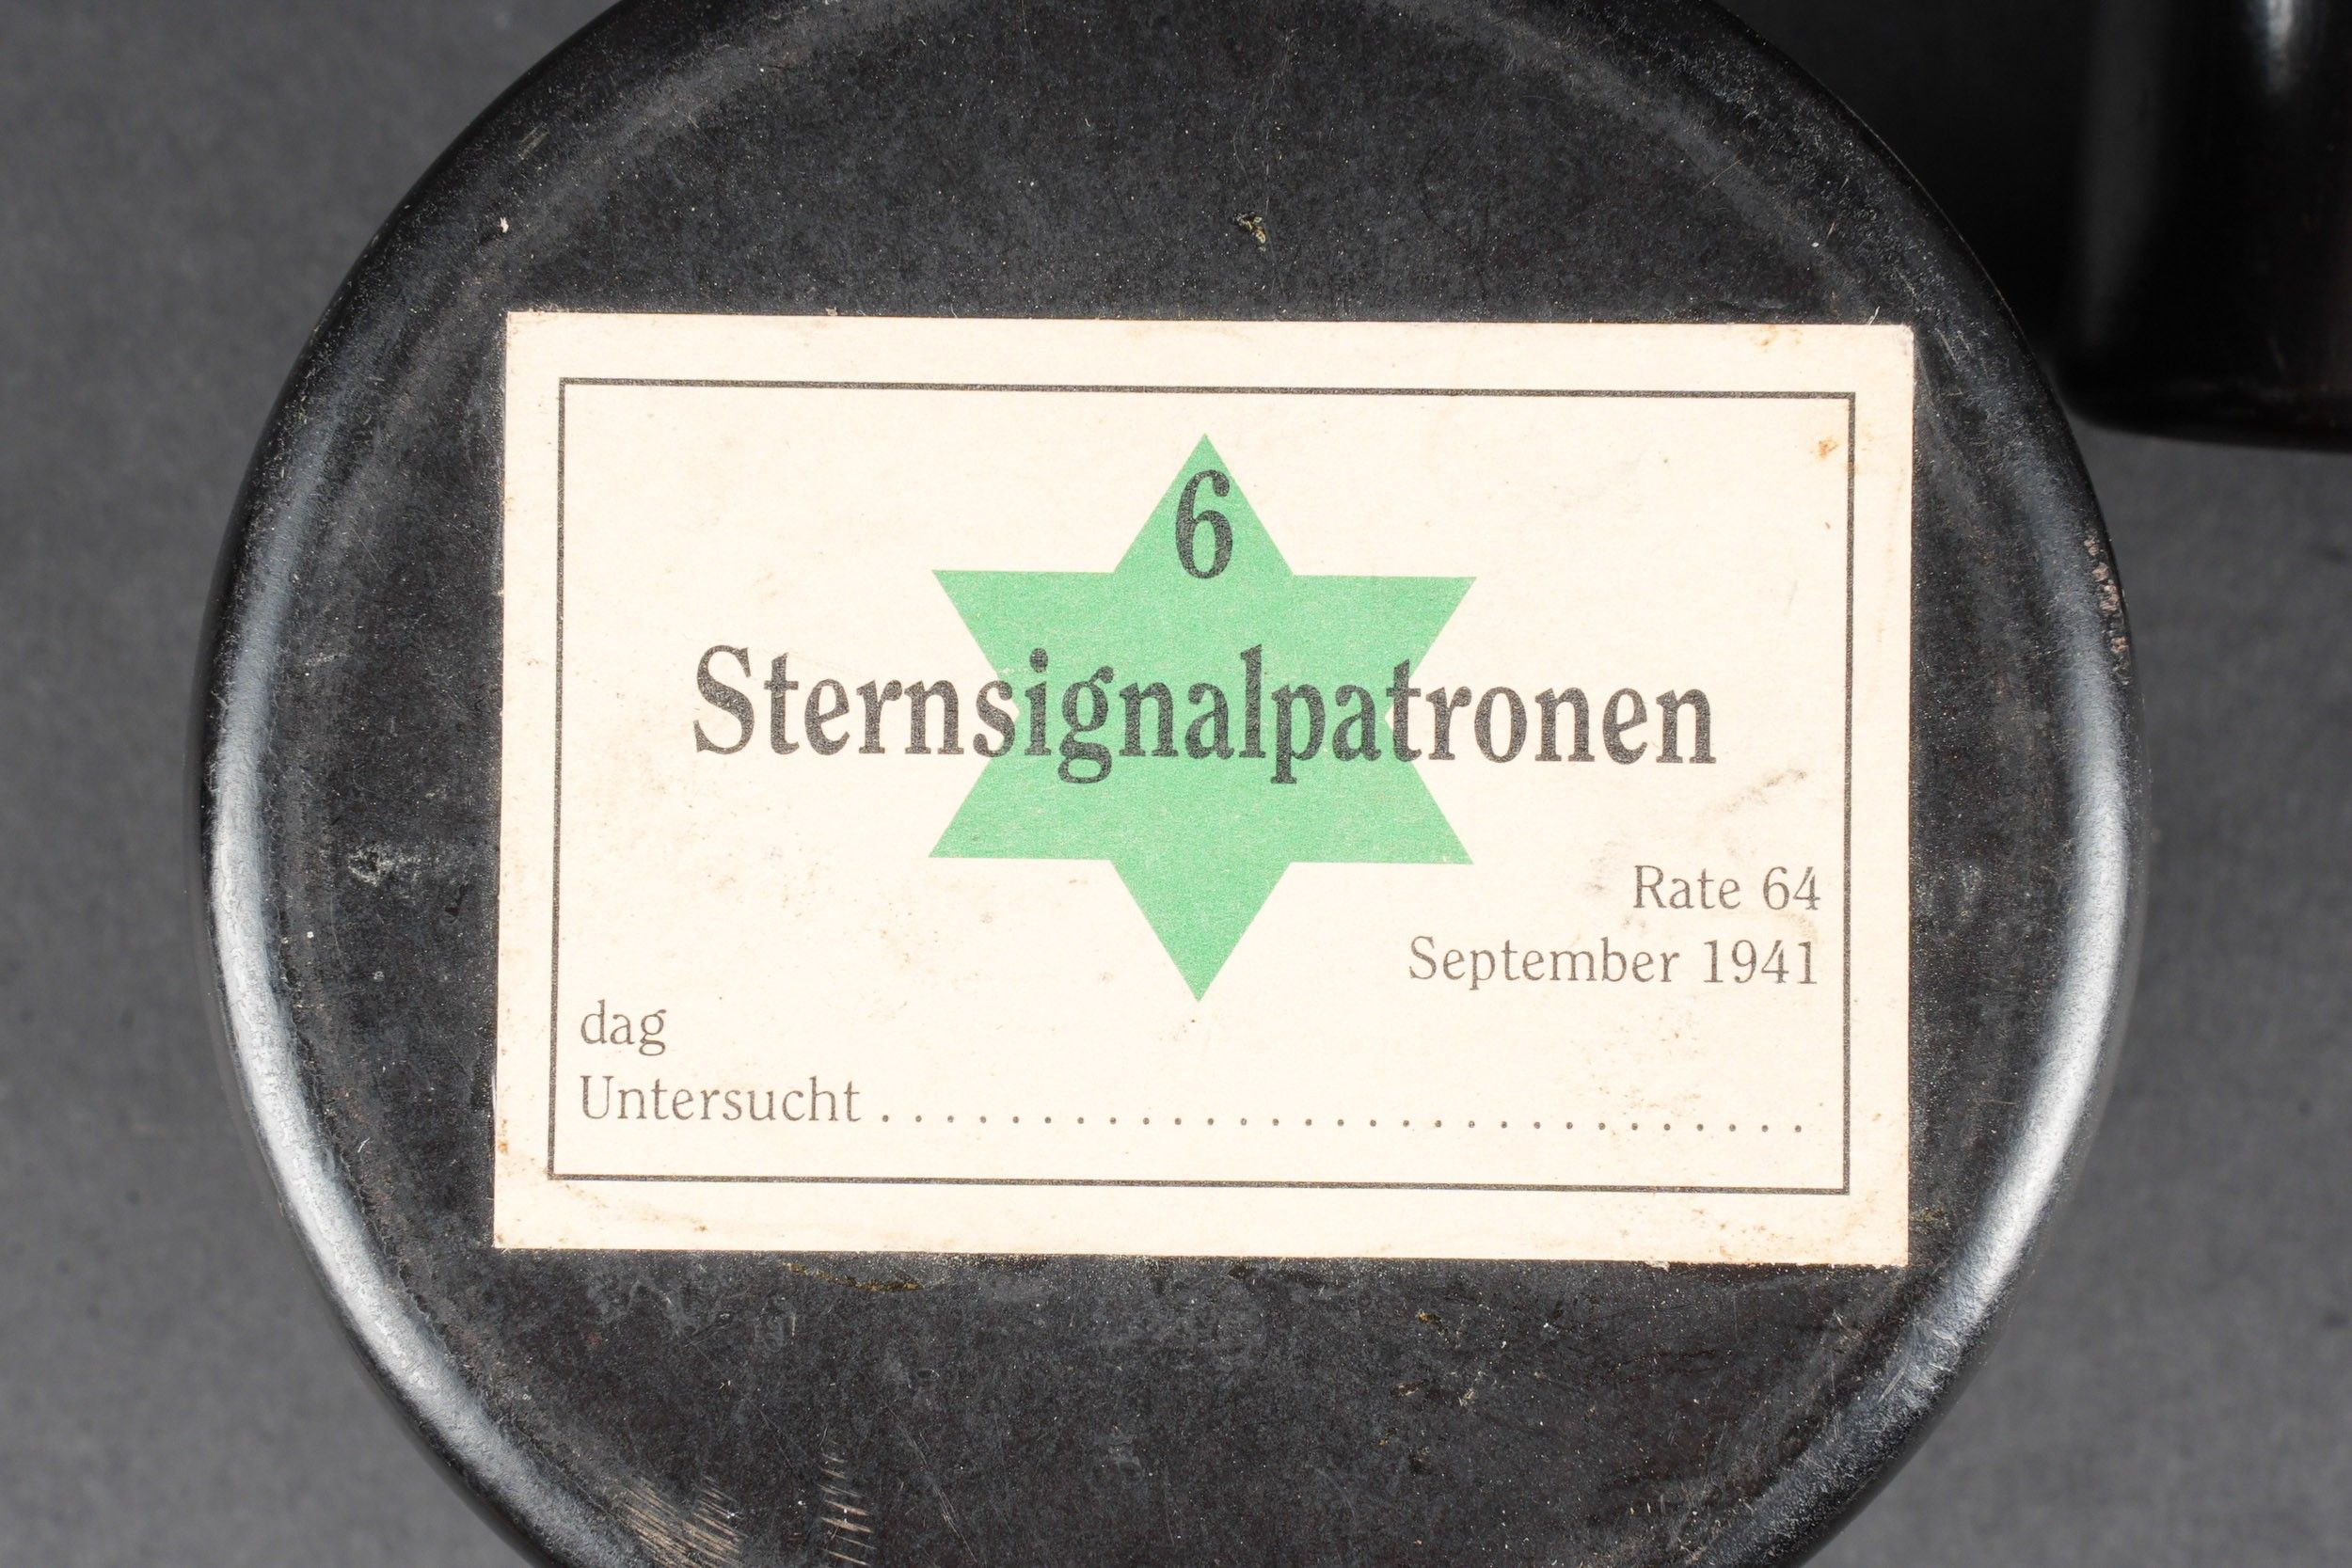 6
Sternsignalpatronen
Rate 64
September 1941
dag
Untersucht ..............................